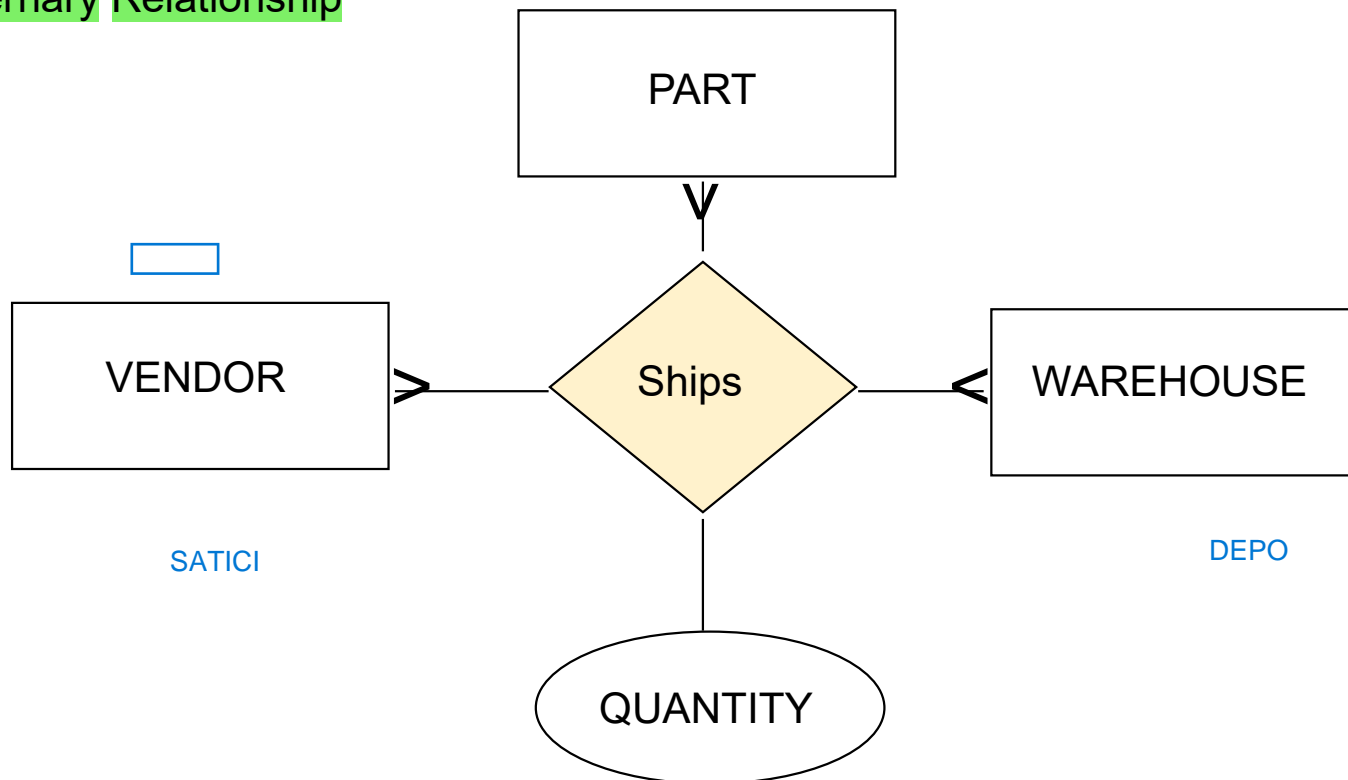 Relationship
PART
VENDOR
Ships
WAREHOUSE
SATICI
DEPO
QUANTITY